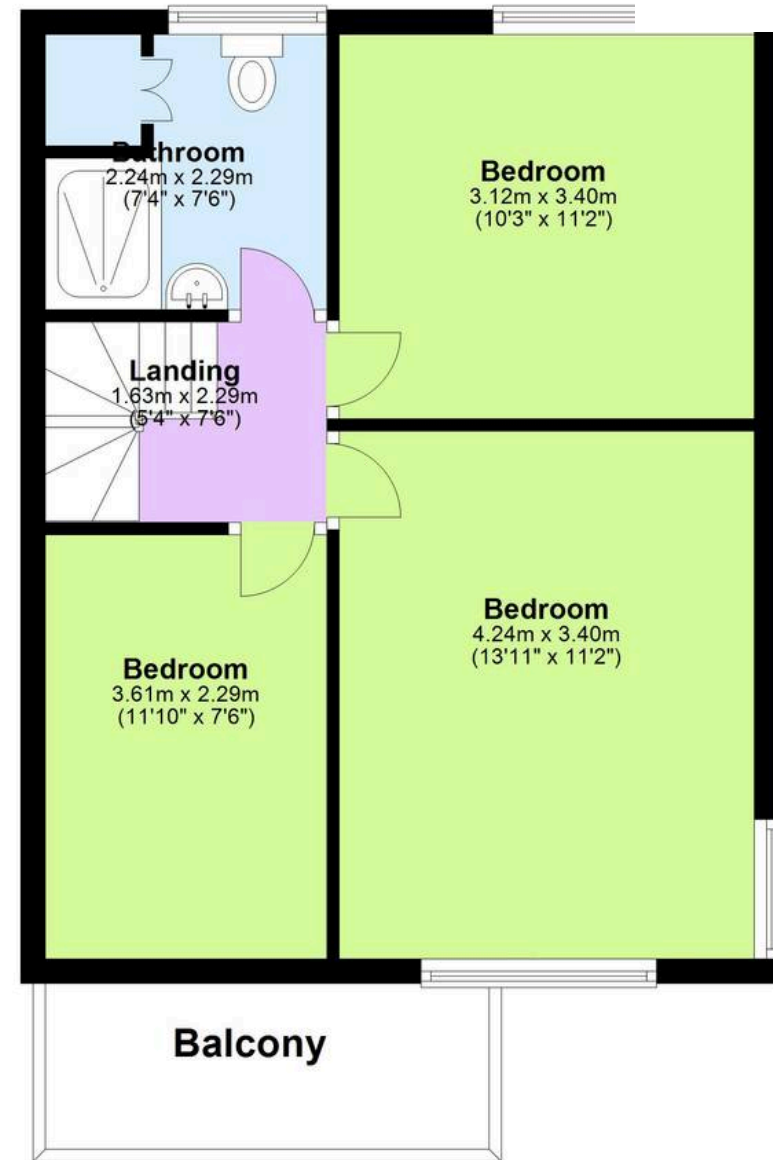 Bathroom
2.24m x 2.29m
(7'4" x 7'6")
Bedroom
3.12m x 3.40m
(10'3" x 11'2")
Landing
1.63m x 2.29m
(5'4" x 7'6")
Bedroom
4.24m x 3.40m
(13'11" x 11'2")
Bedroom
3.61m x 2.29m
(11'10" x 7'6")
Balcony